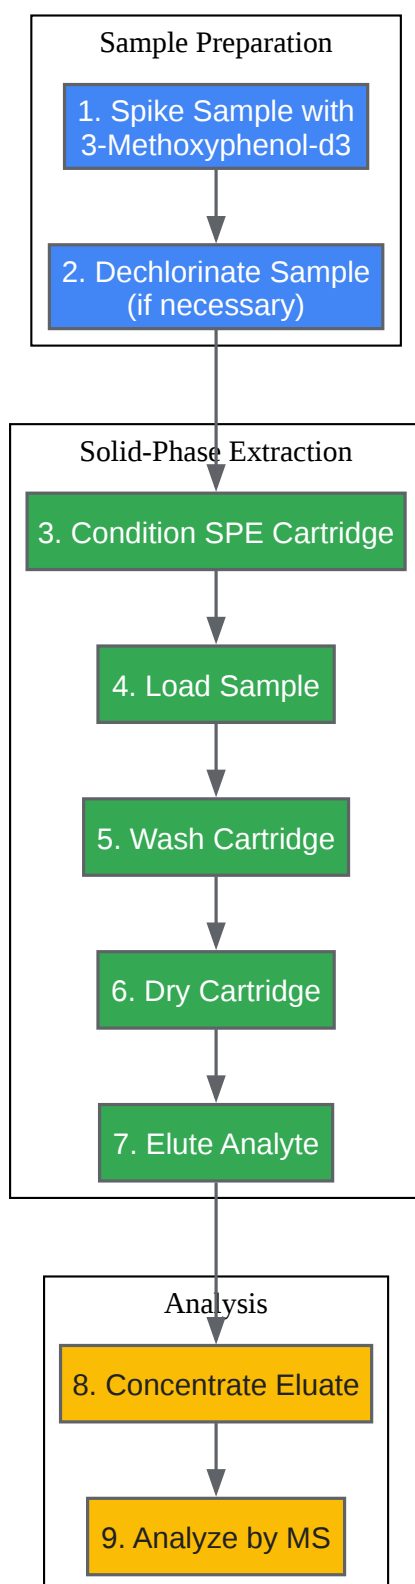 Sample Preparation
1. Spike Sample with
3-Methoxyphenol-d3
2. Dechlorinate Sample
(if necessary)
Solid-Phase Extraction
3. Condition SPE Cartridge
4. Load Sample
5. Wash Cartridge
6. Dry Cartridge
7. Elute Analyte
Analysis
8. Concentrate Eluate
9. Analyze by MS